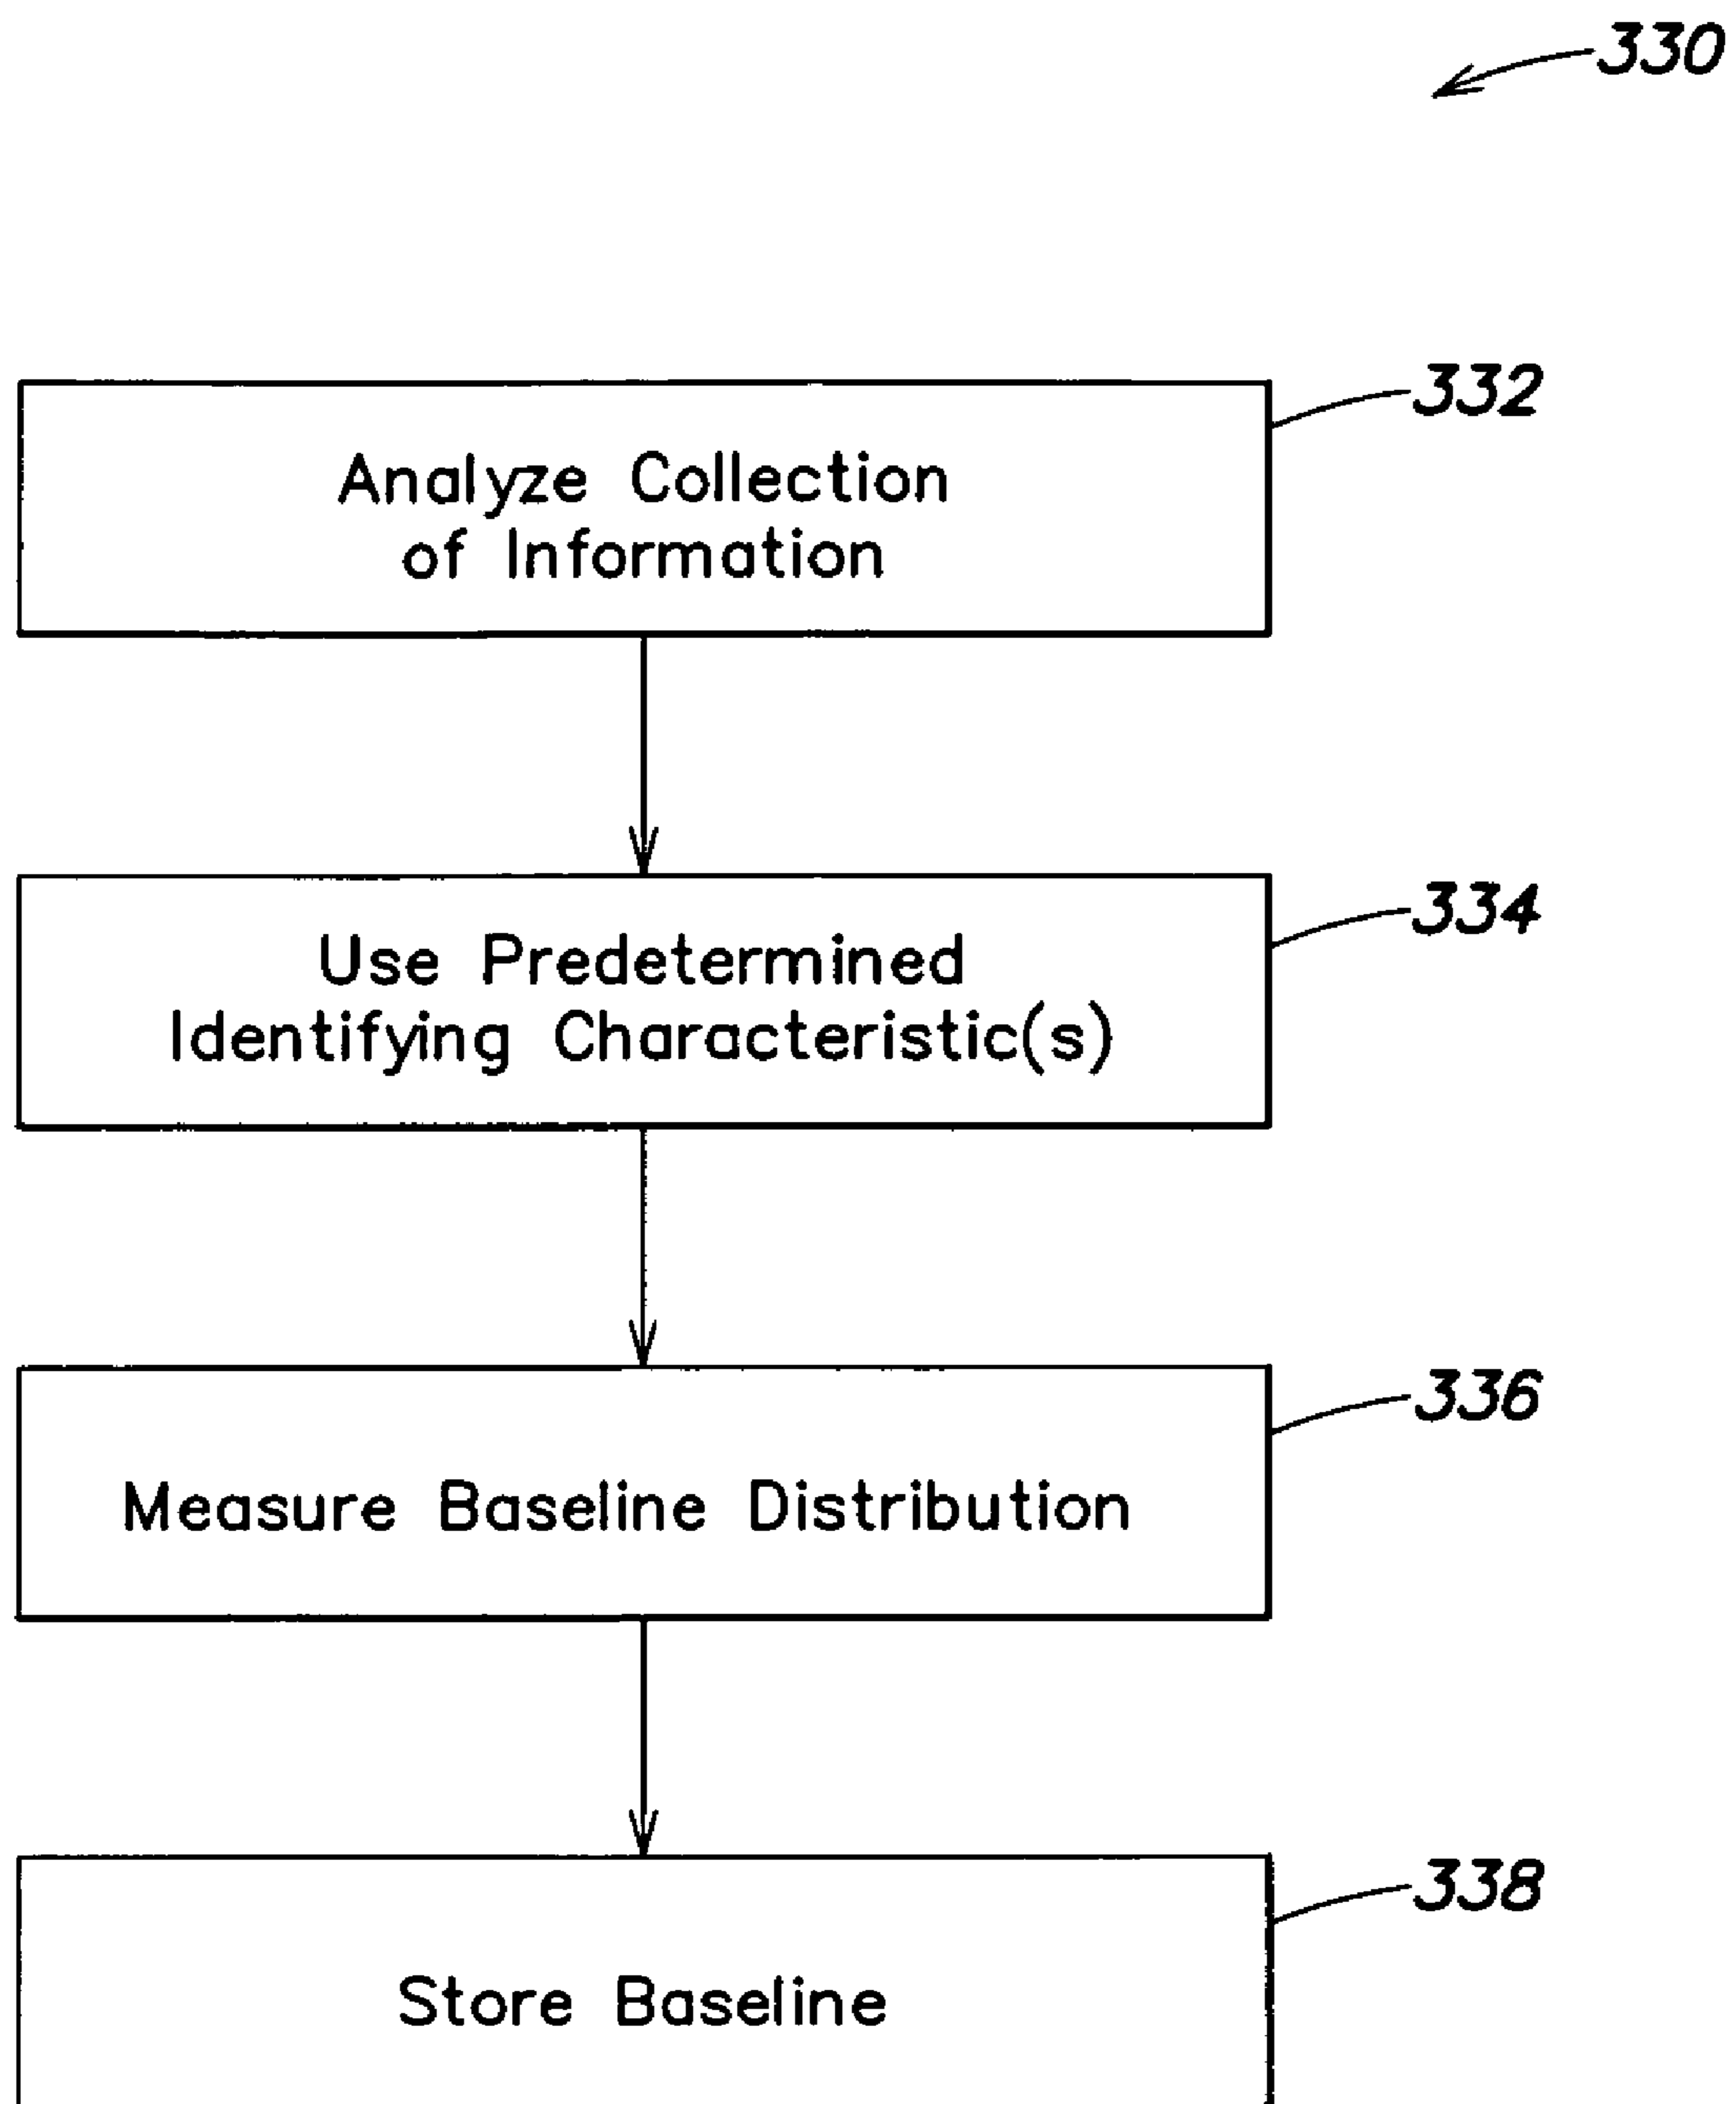 330
332
Analyze Collection
of Information
334
Use Predetermined
Identifying Characteristic(s)
336
Measure Baseline Distribution
338
Store Baseline